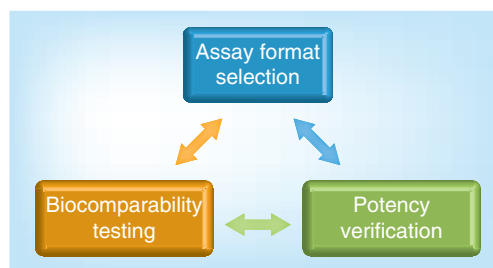 Assay format
selection
Biocomparability
testing
Potency
verification